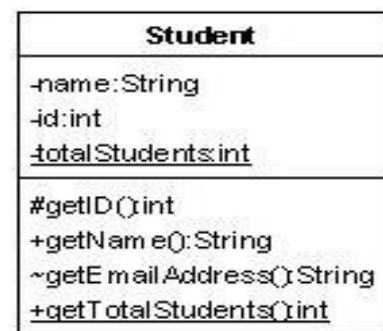 Student
-name:String
-id:int
-totalStudents:int
#getID():int
+getName():String
~getEmailAddress():String
+getTotalStudents():int